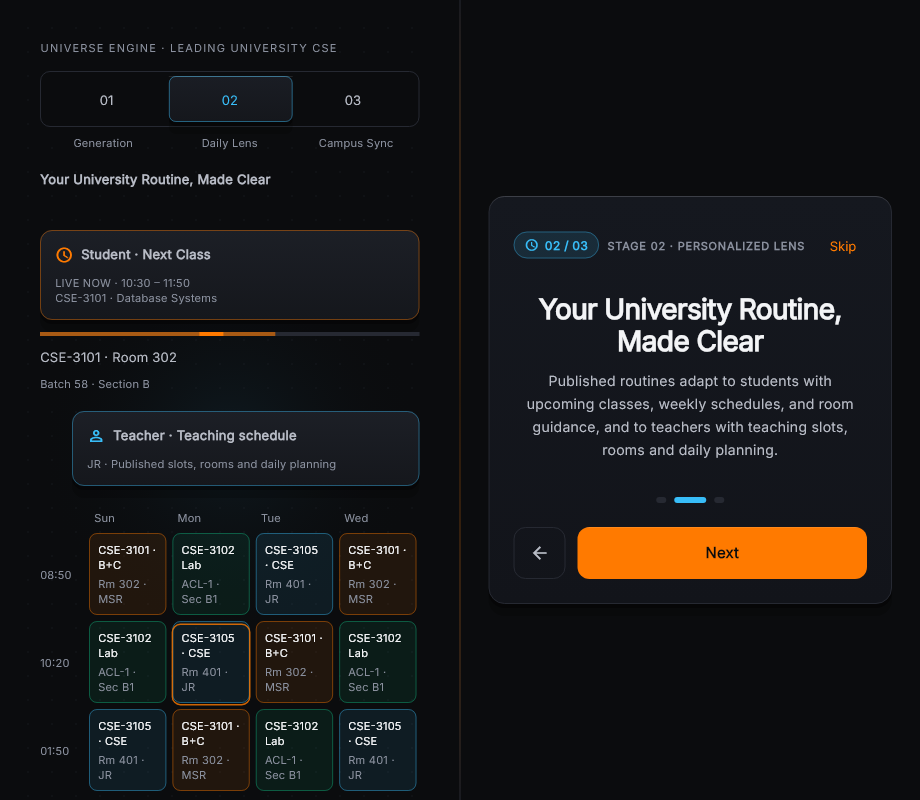 UNIVERSE ENGINE · LEADING UNIVERSITY CSE
01 02 03
Generation Daily Lens Campus Sync
Your University Routine, Made Clear
Student · Next Class
LIVE NOW · 10:30 – 11:50
CSE-3101 · Database Systems
CSE-3101 · Room 302
Batch 58 · Section B
Teacher · Teaching schedule
JR · Published slots, rooms and daily planning
Sun Mon Tue Wed
08:50
CSE-3101 ·
B+C
Rm 302 ·
MSR
CSE-3102
Lab
ACL-1 ·
Sec B1
CSE-3105
· CSE
Rm 401 ·
JR
CSE-3101 ·
B+C
Rm 302 ·
MSR
10:20
CSE-3102
Lab
ACL-1 ·
Sec B1
CSE-3105
· CSE
Rm 401 ·
JR
CSE-3101 ·
B+C
Rm 302 ·
MSR
CSE-3102
Lab
ACL-1 ·
Sec B1
01:50
CSE-3105
· CSE
Rm 401 ·
JR
CSE-3101 ·
B+C
Rm 302 ·
MSR
CSE-3102
Lab
ACL-1 ·
Sec B1
CSE-3105
· CSE
Rm 401 ·
JR
02 / 03 STAGE 02 · PERSONALIZED LENS Skip
Your University Routine,
Made Clear
Published routines adapt to students with
upcoming classes, weekly schedules, and room
guidance, and to teachers with teaching slots,
rooms and daily planning.
Next